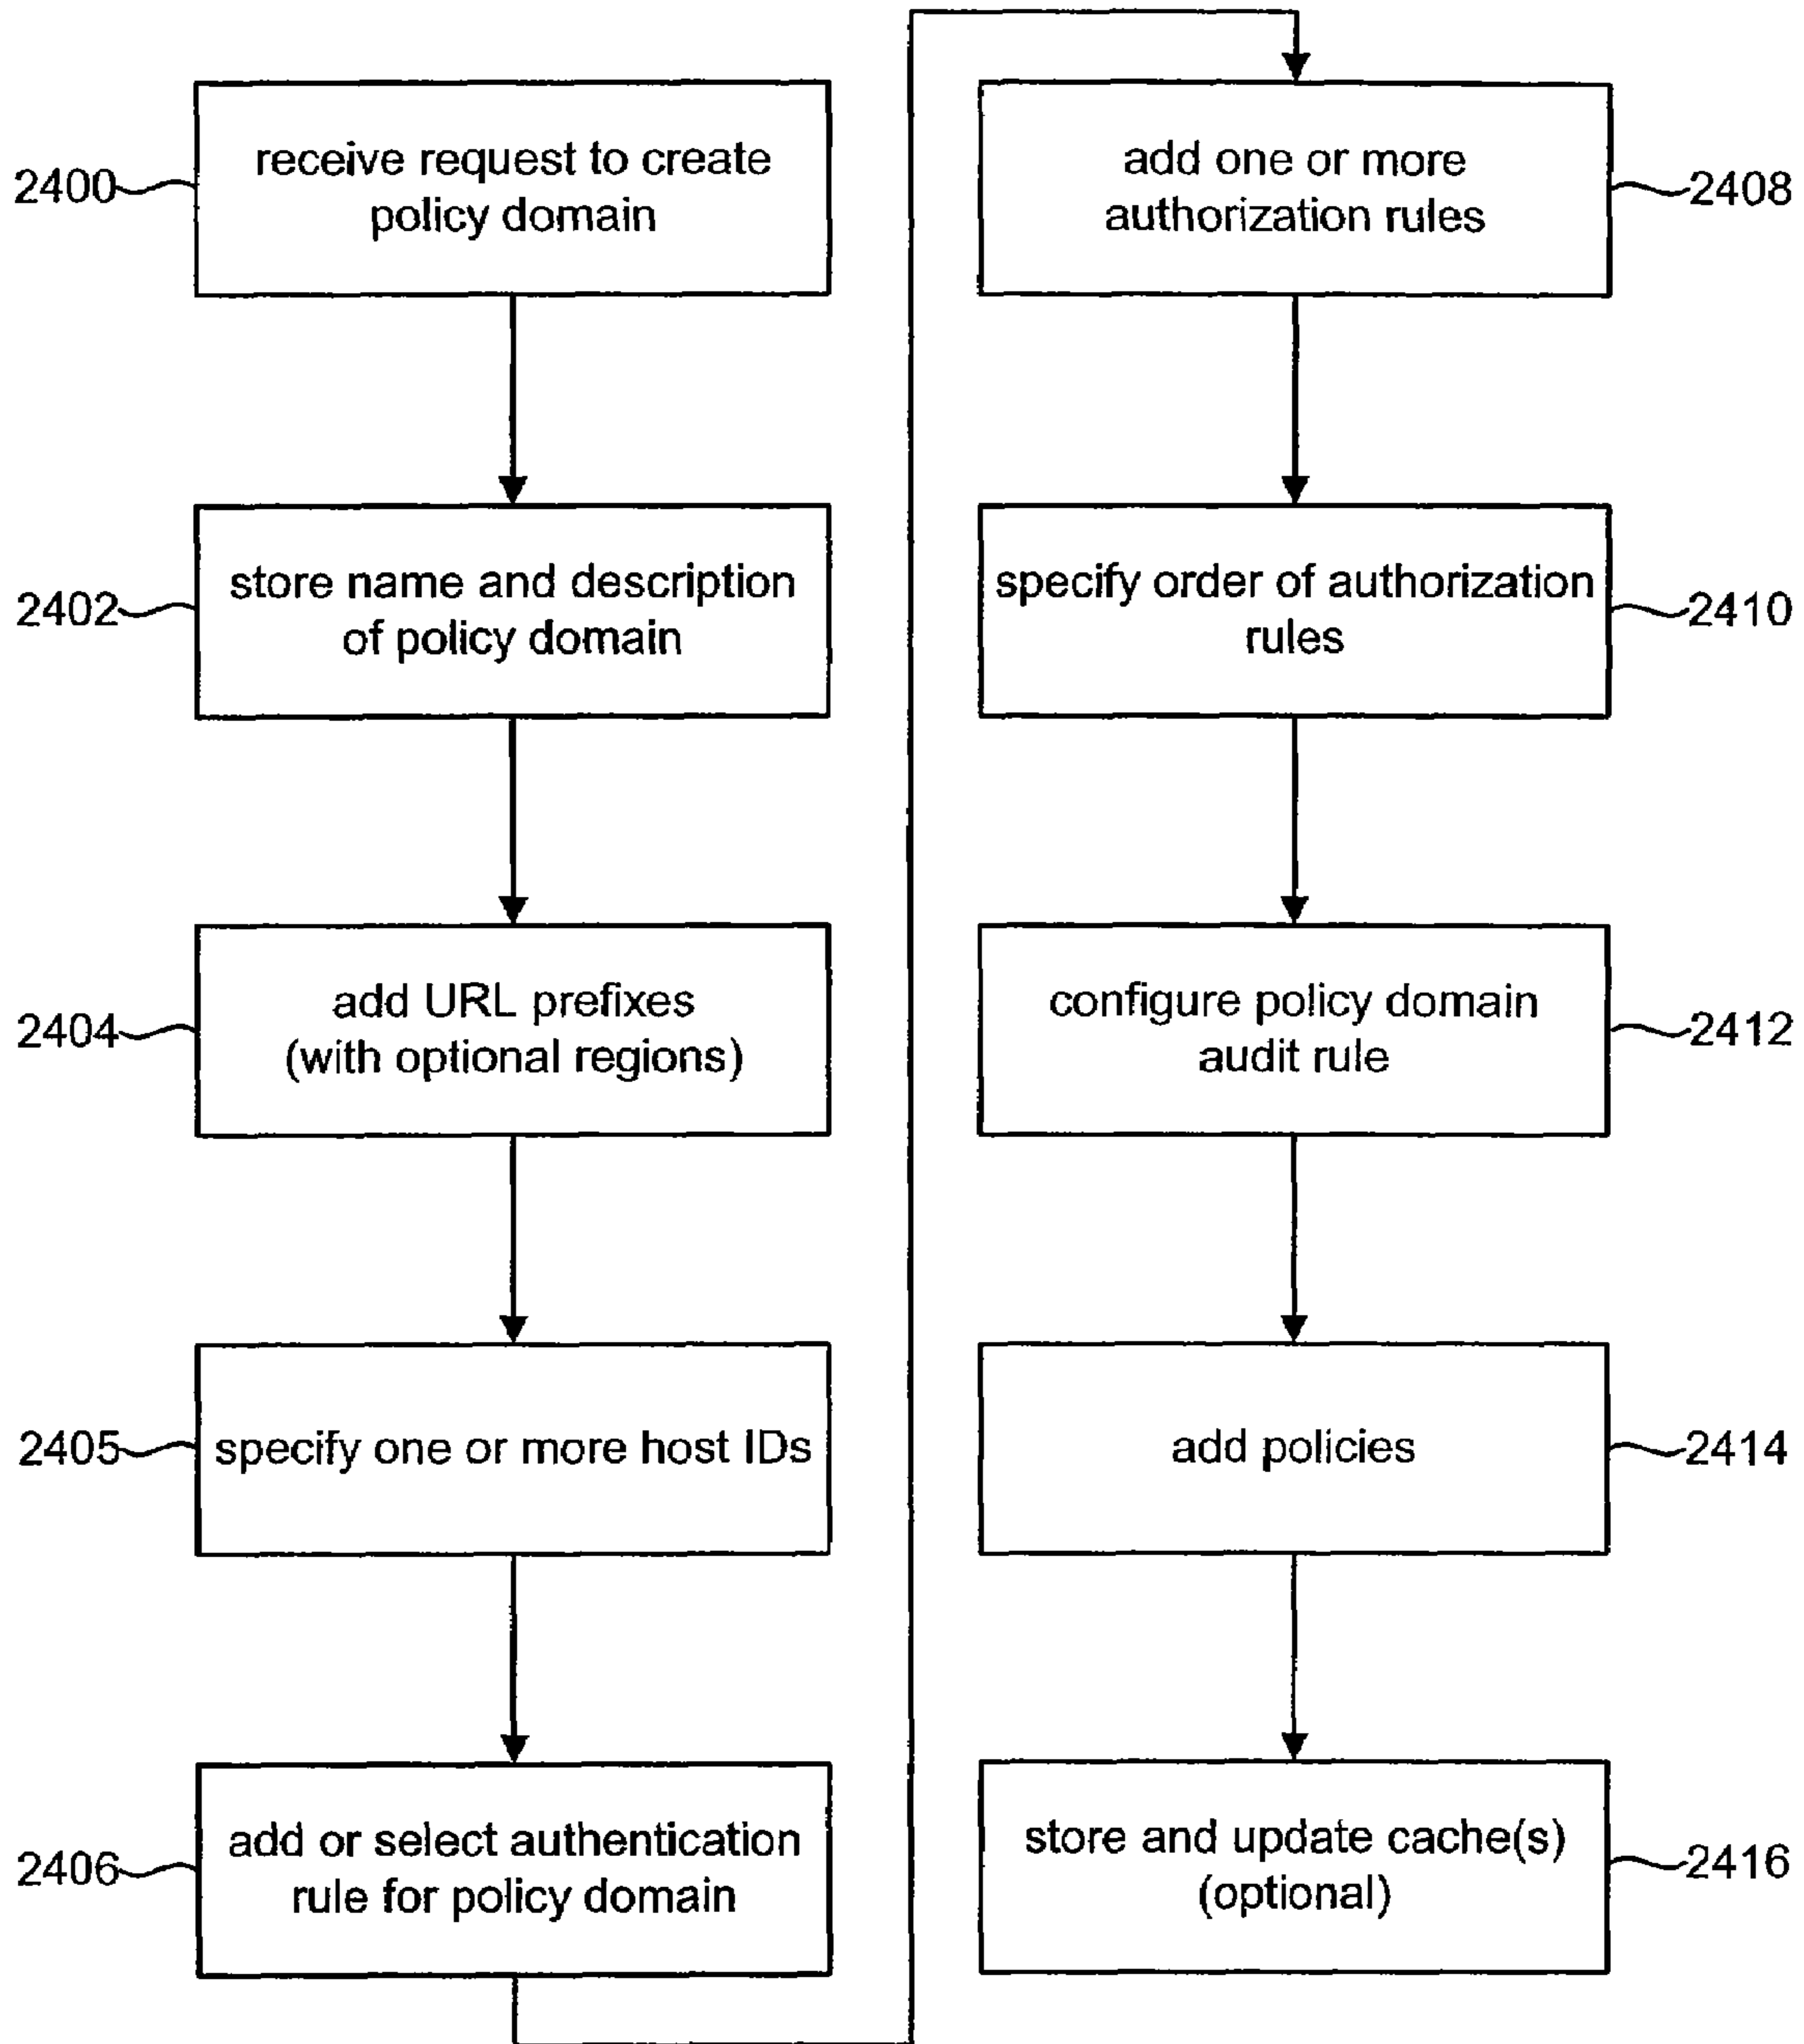 2400
receive request to create
policy domain
2402
store name and description
of policy domain
2404
add URL prefixes
(with optional regions)
2405
specify one or more host IDs
2406
add or select authentication
rule for policy domain
add one or more
authorization rules
2408
specify order of authorization
rules
2410
configure policy domain
audit rule
2412
add policies
2414
store and update cache(s)
(optional)
2416